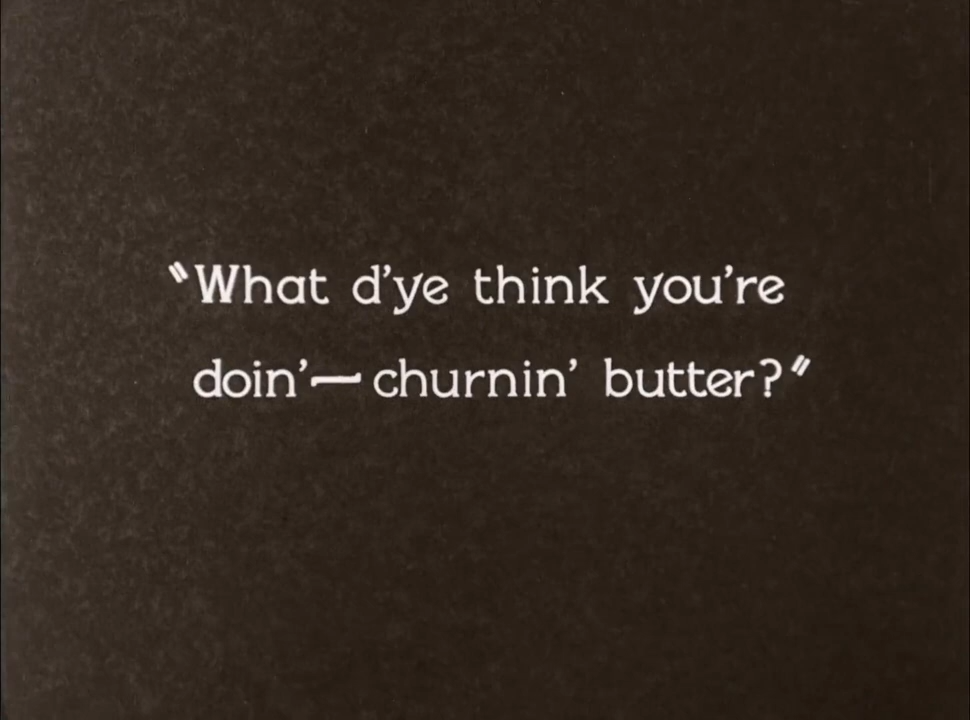 “What d’ye think you’re
doin’— churnin’ butter?”